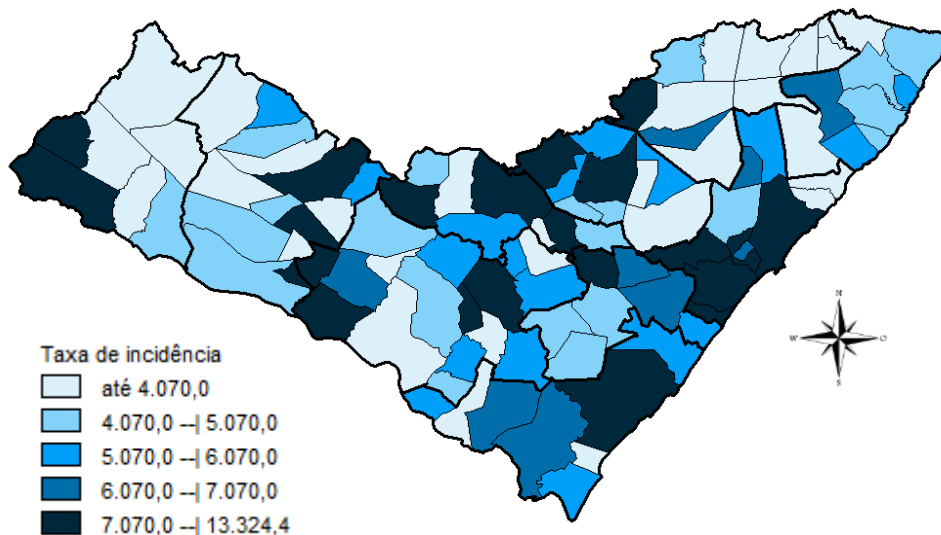 N
W
O
S
Taxa de incidência
até 4.070,0
4.070,0 --| 5.070,0
5.070,0 --| 6.070,0
6.070,0 --| 7.070,0
7.070,0 --| 13.324,4